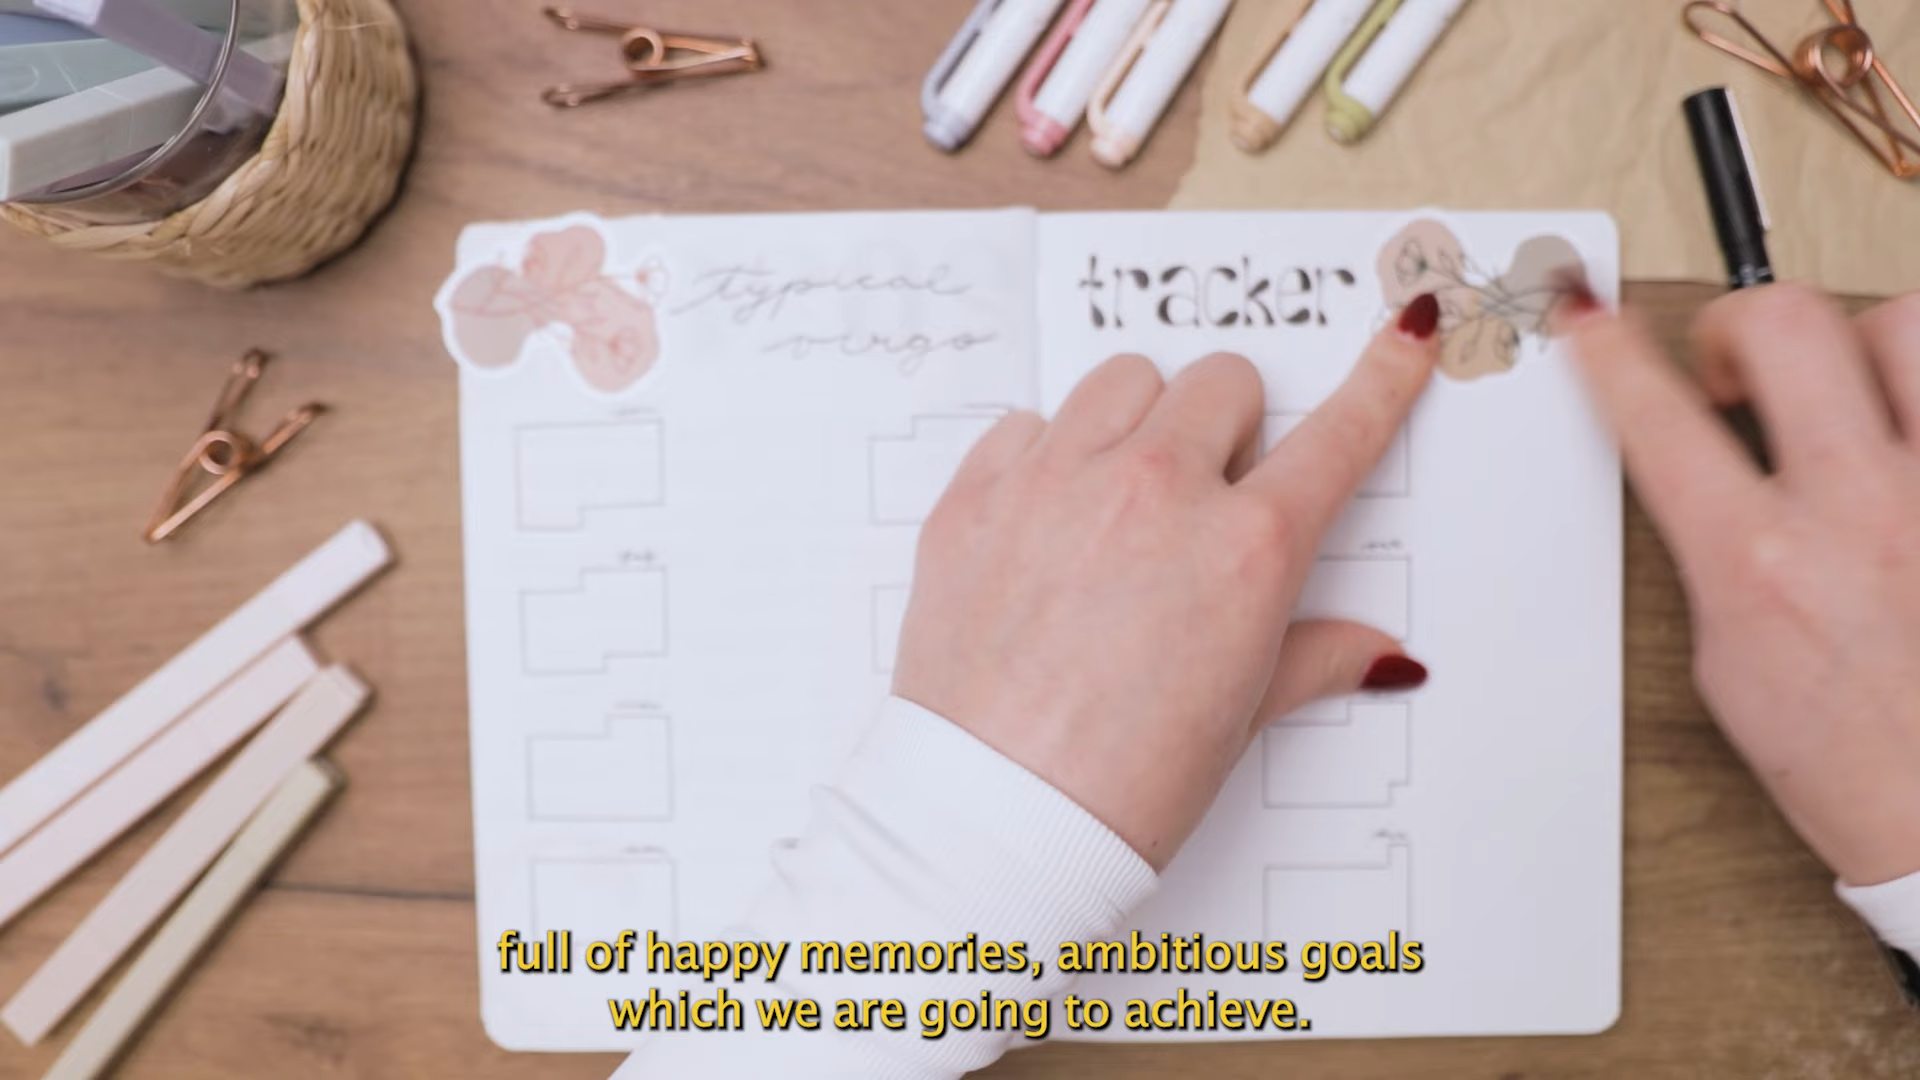 typical
virgo
tracker
full of happy memories, ambitious goals
which we are going to achieve.